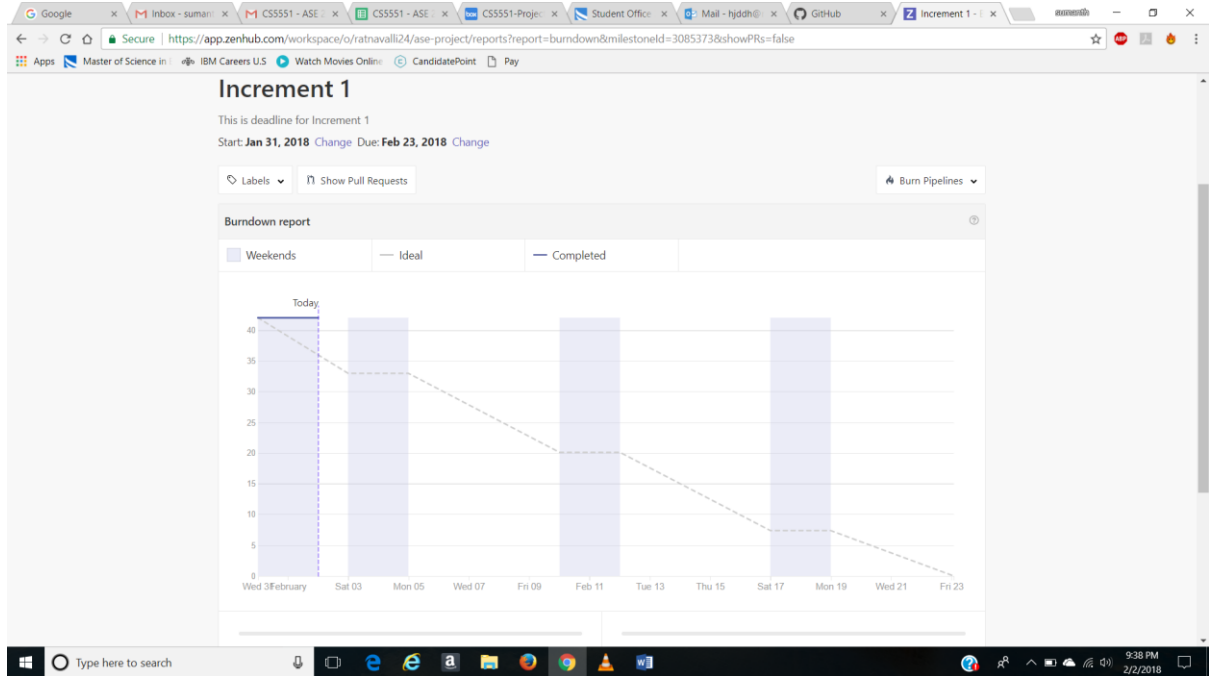 Google
Inbox - suman
CS5551 - ASE
CS5551 - ASE
CS5551-Projec
Student Office
Mail - hjddh@
GitHub
Increment 1 -
Secure | https://app.zenhub.com/workspace/o/ratnavalli24/ase-project/reports?report=burndown&milestoneId=3085373&showPRs=false
ABP
Apps Master of Science in IBM Careers U.S Watch Movies Online CandidatePoint Pay
Increment 1
This is deadline for Increment 1
Start: Jan 31, 2018 Change Due: Feb 23, 2018 Change
Labels Show Pull Requests Burn Pipelines
Burndown report
Weekends Ideal Completed
Today
40
35
30
25
20
15
10
5
0
Wed 31 February Sat 03 Mon 05 Wed 07 Fri 09 Feb 11 Tue 13 Thu 15 Sat 17 Mon 19 Wed 21 Fri 23
Type here to search
9:38 PM
2/2/2018